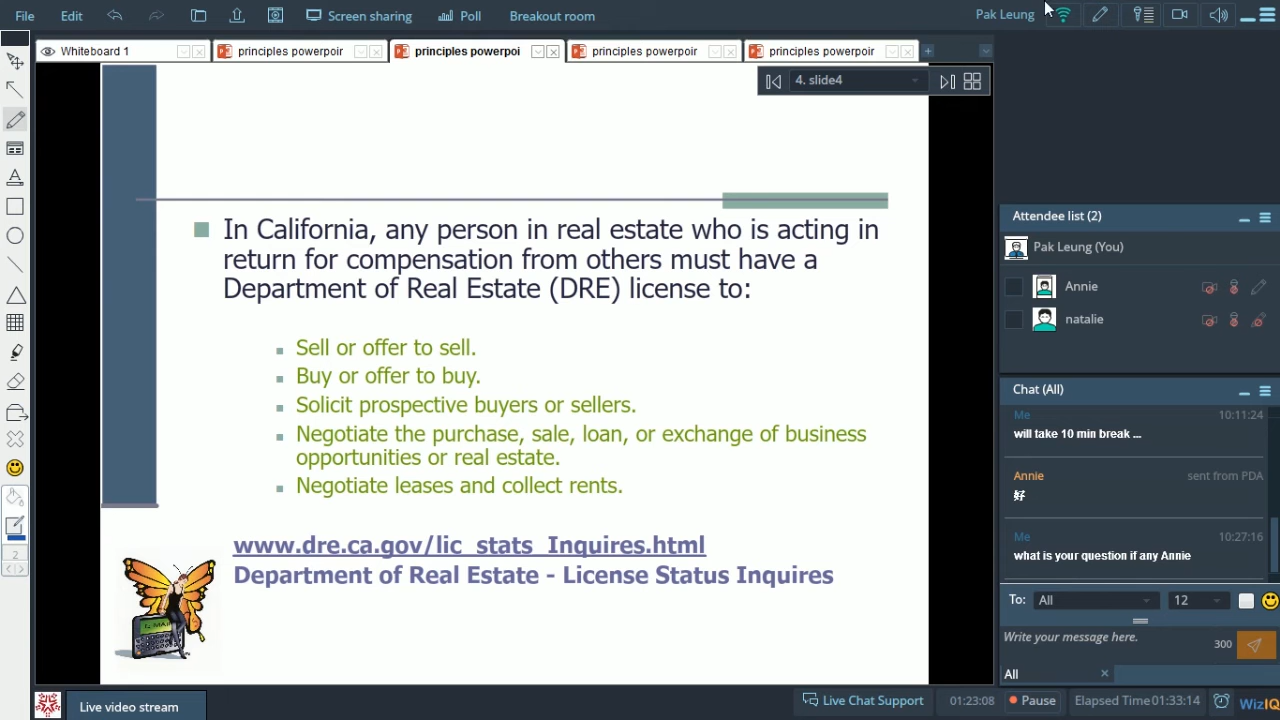 File
Edit
Screen sharing
Poll
Breakout room
Pak Leung
Whiteboard 1
principles powerpoir
principles powerpoi
principles powerpoir
principles powerpoir
4. slide4
In California, any person in real estate who is acting in
return for compensation from others must have a
Department of Real Estate (DRE) license to:
Sell or offer to sell.
Buy or offer to buy.
Solicit prospective buyers or sellers.
Negotiate the purchase, sale, loan, or exchange of business
opportunities or real estate.
Negotiate leases and collect rents.
www.dre.ca.gov/lic_stats_Inquires.html
Department of Real Estate - License Status Inquires
Attendee list (2)
Pak Leung (You)
Annie
natalie
Chat (All)
Me 10:11:24
will take 10 min break ...
Annie sent from PDA
好
Me 10:27:16
what is your question if any Annie
To: All 12
Write your message here.
300
All
2
Live video stream
Live Chat Support
01:23:08
Pause
Elapsed Time 01:33:14
WizIQ